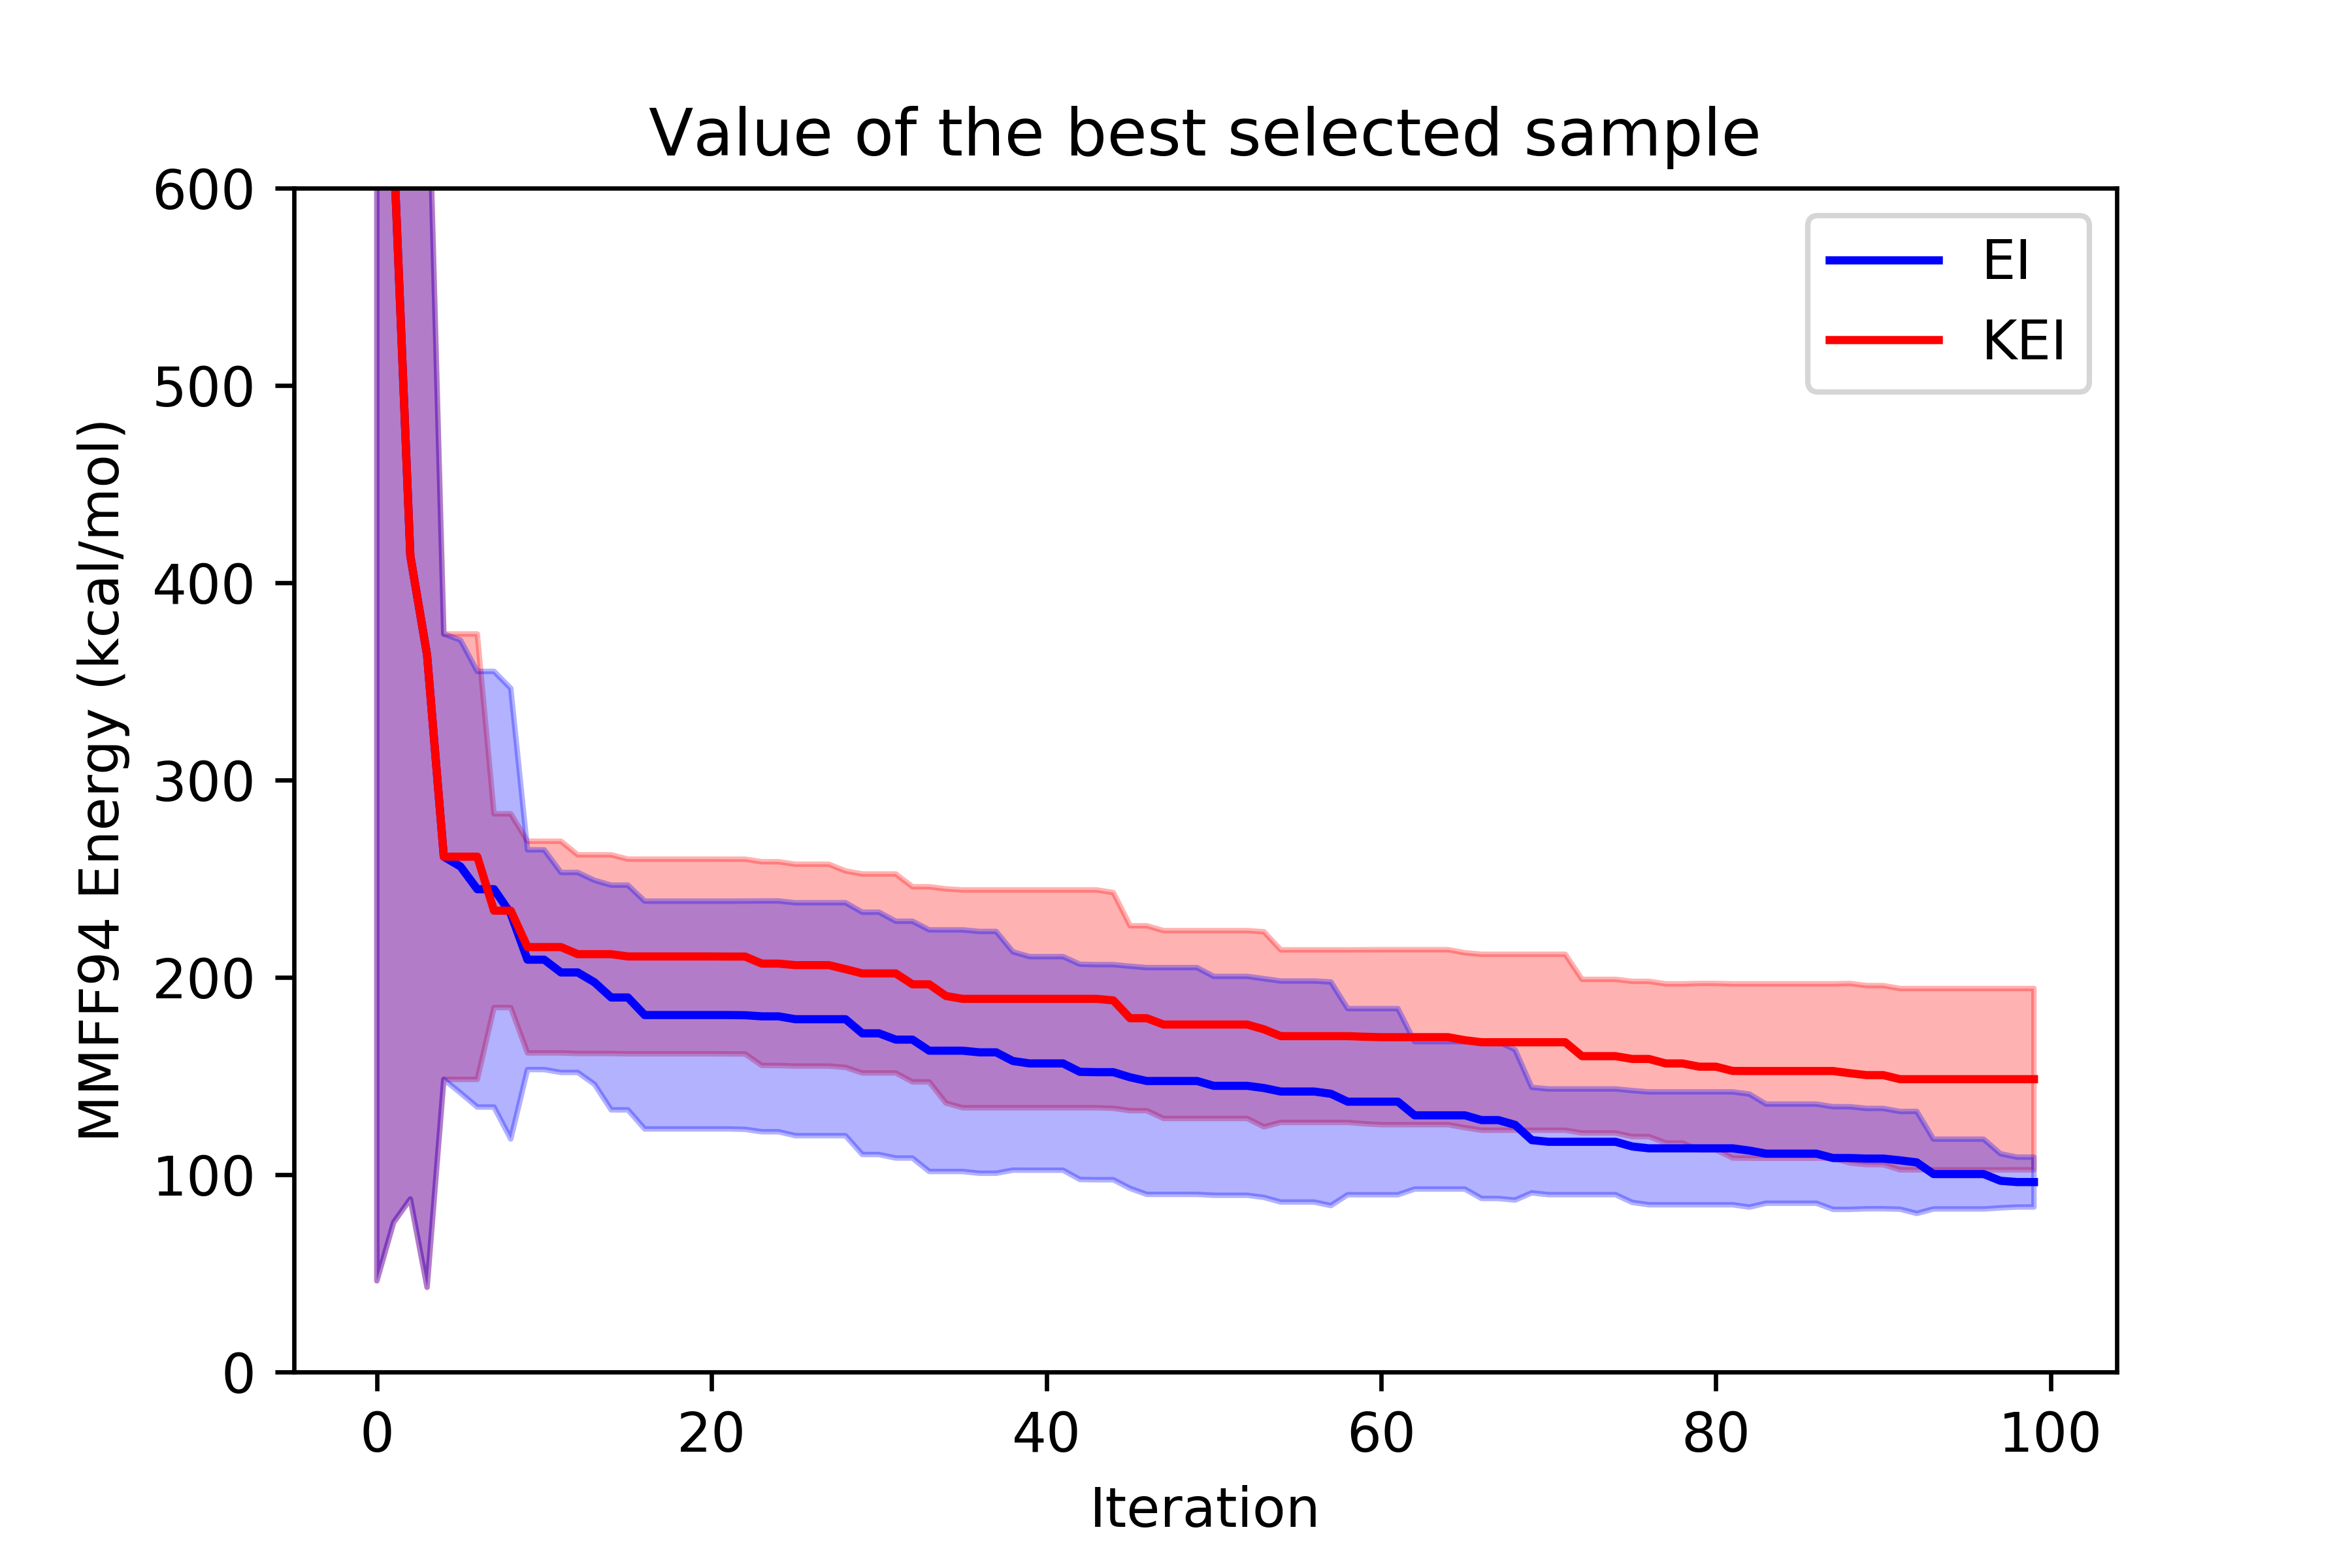 Value of the best selected sample
600
500
400
300
200
100
0
MMFF94 Energy (kcal/mol)
EI
KEI
0 20 40 60 80 100
Iteration